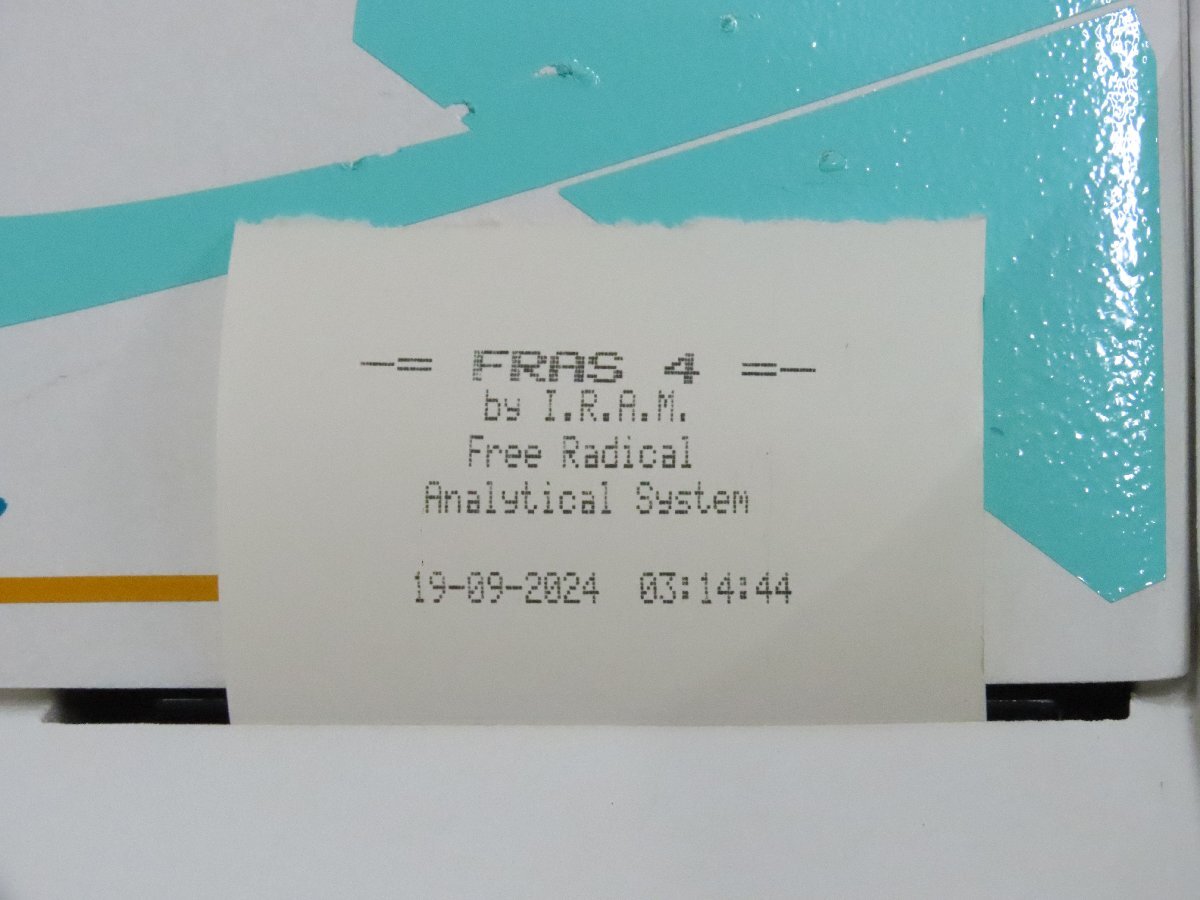 -= FRAS 4 =-
by I.R.A.M.
Free Radical
Analytical System
19-09-2024 03:14:44